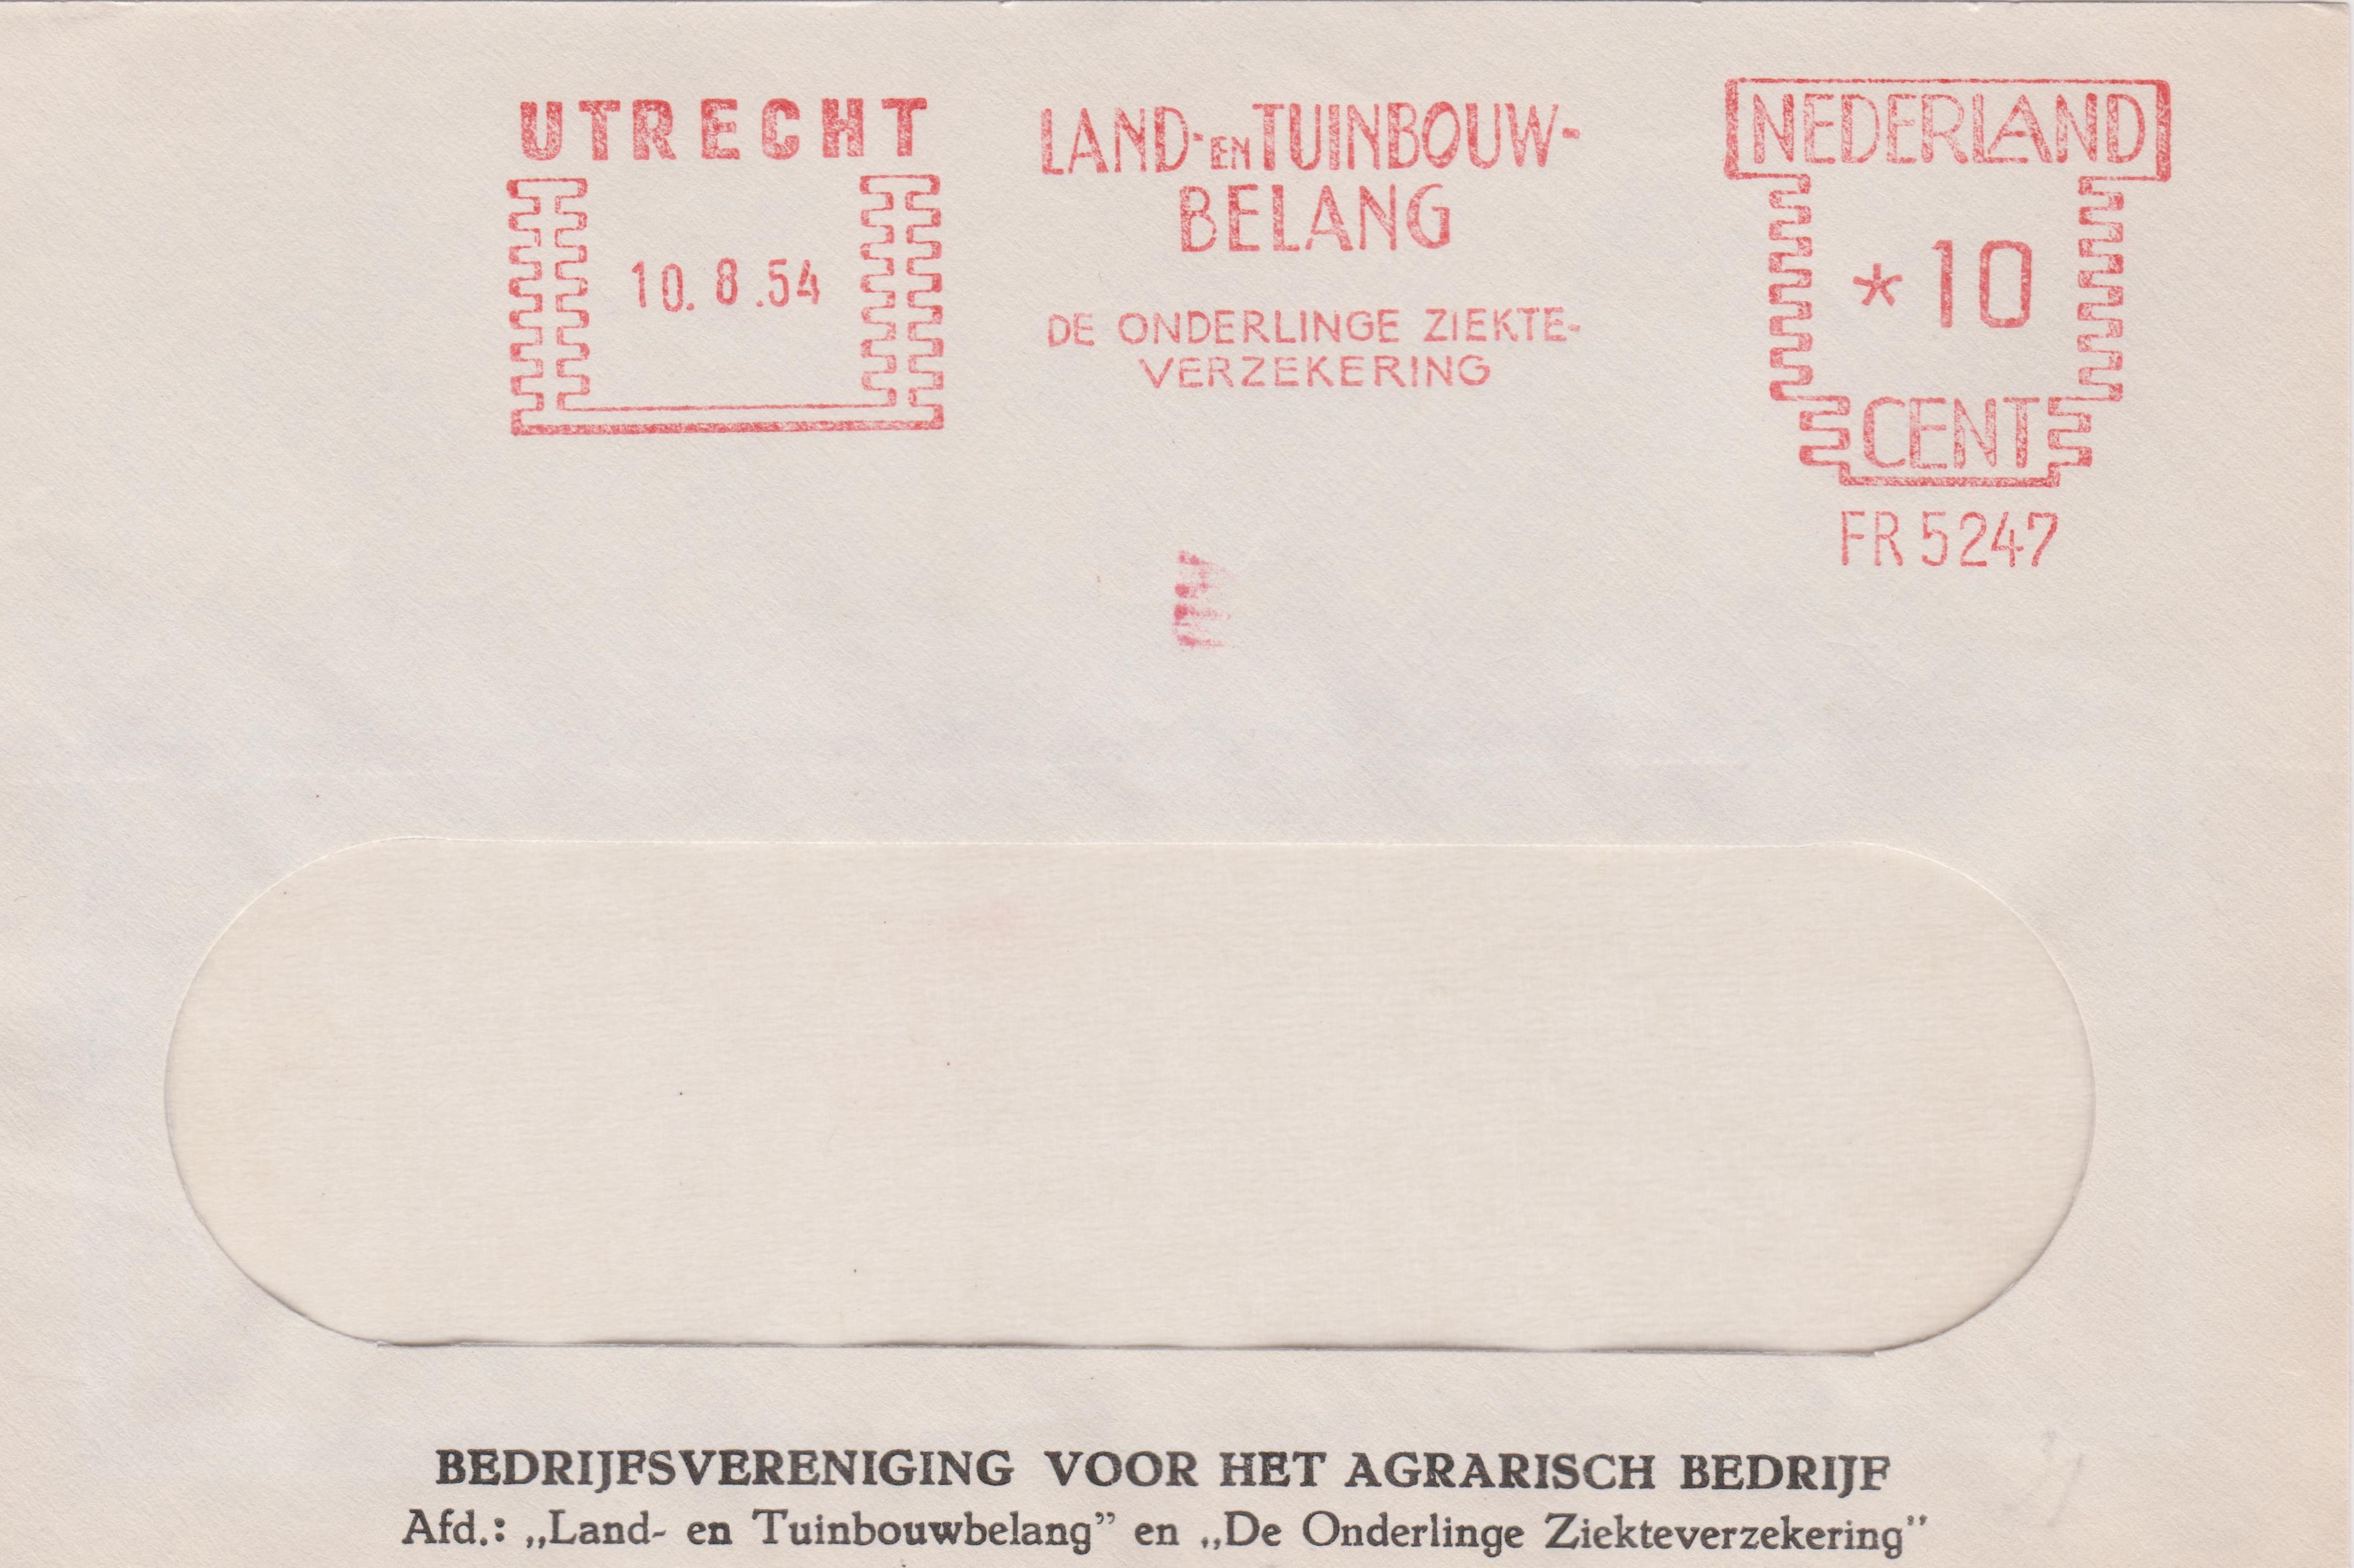 UTRECHT
10.8.54
LAND- EN TUINBOUW-
BELANG
DE ONDERLINGE ZIEKTE-
VERZEKERING
NEDERLAND
*10
CENT
FR 5247
BEDRIJFSVERENIGING VOOR HET AGRARISCH BEDRIJF
Afd.: „Land- en Tuinbouwbelang” en „De Onderlinge Ziekteverzekering”